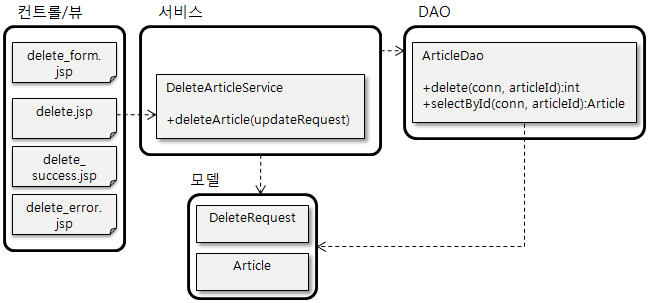 컨트롤/뷰
delete_form.
jsp
delete.jsp
delete_
success.jsp
delete_error.
jsp
서비스
DeleteArticleService
+deleteArticle(updateRequest)
DAO
ArticleDao
+delete(conn, articleId):int
+selectById(conn, articleId):Article
모델
DeleteRequest
Article